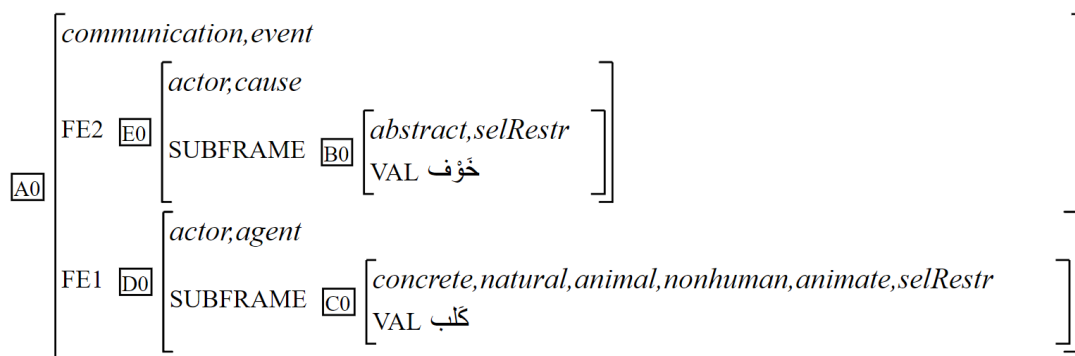 communication,event
actor,cause
FE2 E0
SUBFRAME B0
abstract,selRestr
VAL خَوْف
A0
actor,agent
FE1 D0
SUBFRAME C0
concrete,natural,animal,nonhuman,animate,selRestr
VAL كَلب